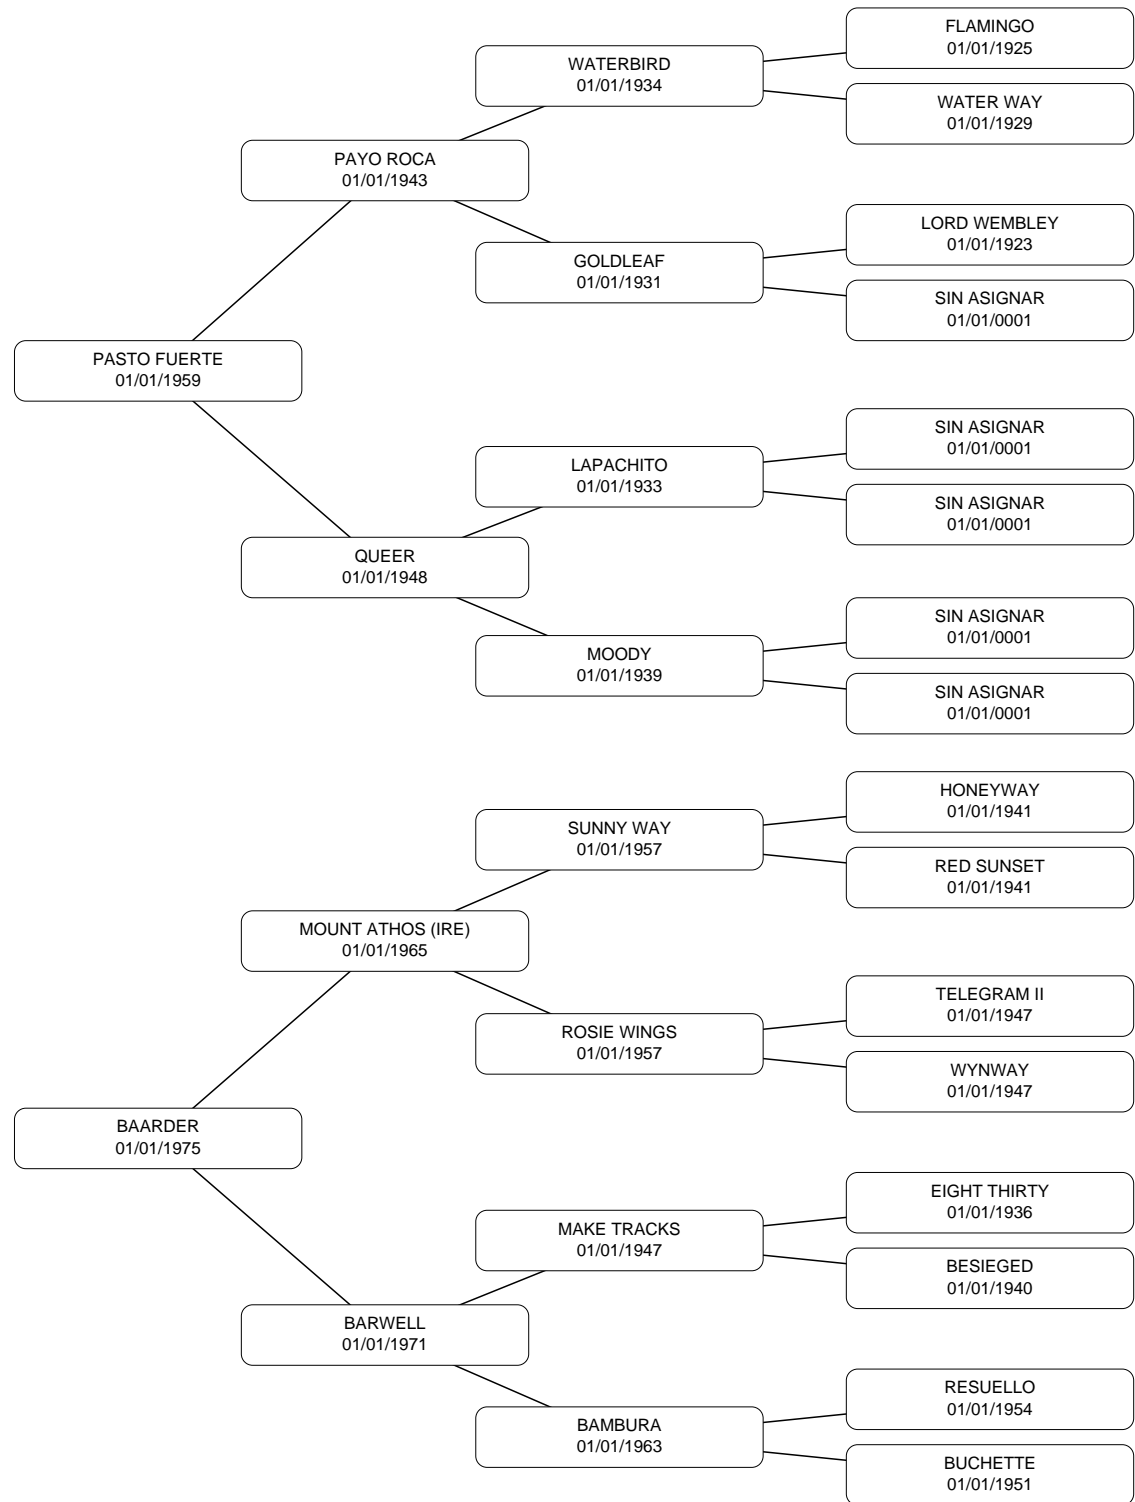 FLAMINGO
01/01/1925
WATERBIRD
01/01/1934
WATER WAY
01/01/1929
PAYO ROCA
01/01/1943
LORD WEMBLEY
01/01/1923
GOLDLEAF
01/01/1931
SIN ASIGNAR
01/01/0001
PASTO FUERTE
01/01/1959
SIN ASIGNAR
01/01/0001
LAPACHITO
01/01/1933
SIN ASIGNAR
01/01/0001
QUEER
01/01/1948
SIN ASIGNAR
01/01/0001
MOODY
01/01/1939
SIN ASIGNAR
01/01/0001
HONEYWAY
01/01/1941
SUNNY WAY
01/01/1957
RED SUNSET
01/01/1941
MOUNT ATHOS (IRE)
01/01/1965
TELEGRAM II
01/01/1947
ROSIE WINGS
01/01/1957
WYNWAY
01/01/1947
BAARDER
01/01/1975
EIGHT THIRTY
01/01/1936
MAKE TRACKS
01/01/1947
BESIEGED
01/01/1940
BARWELL
01/01/1971
RESUELLO
01/01/1954
BAMBURA
01/01/1963
BUCHETTE
01/01/1951